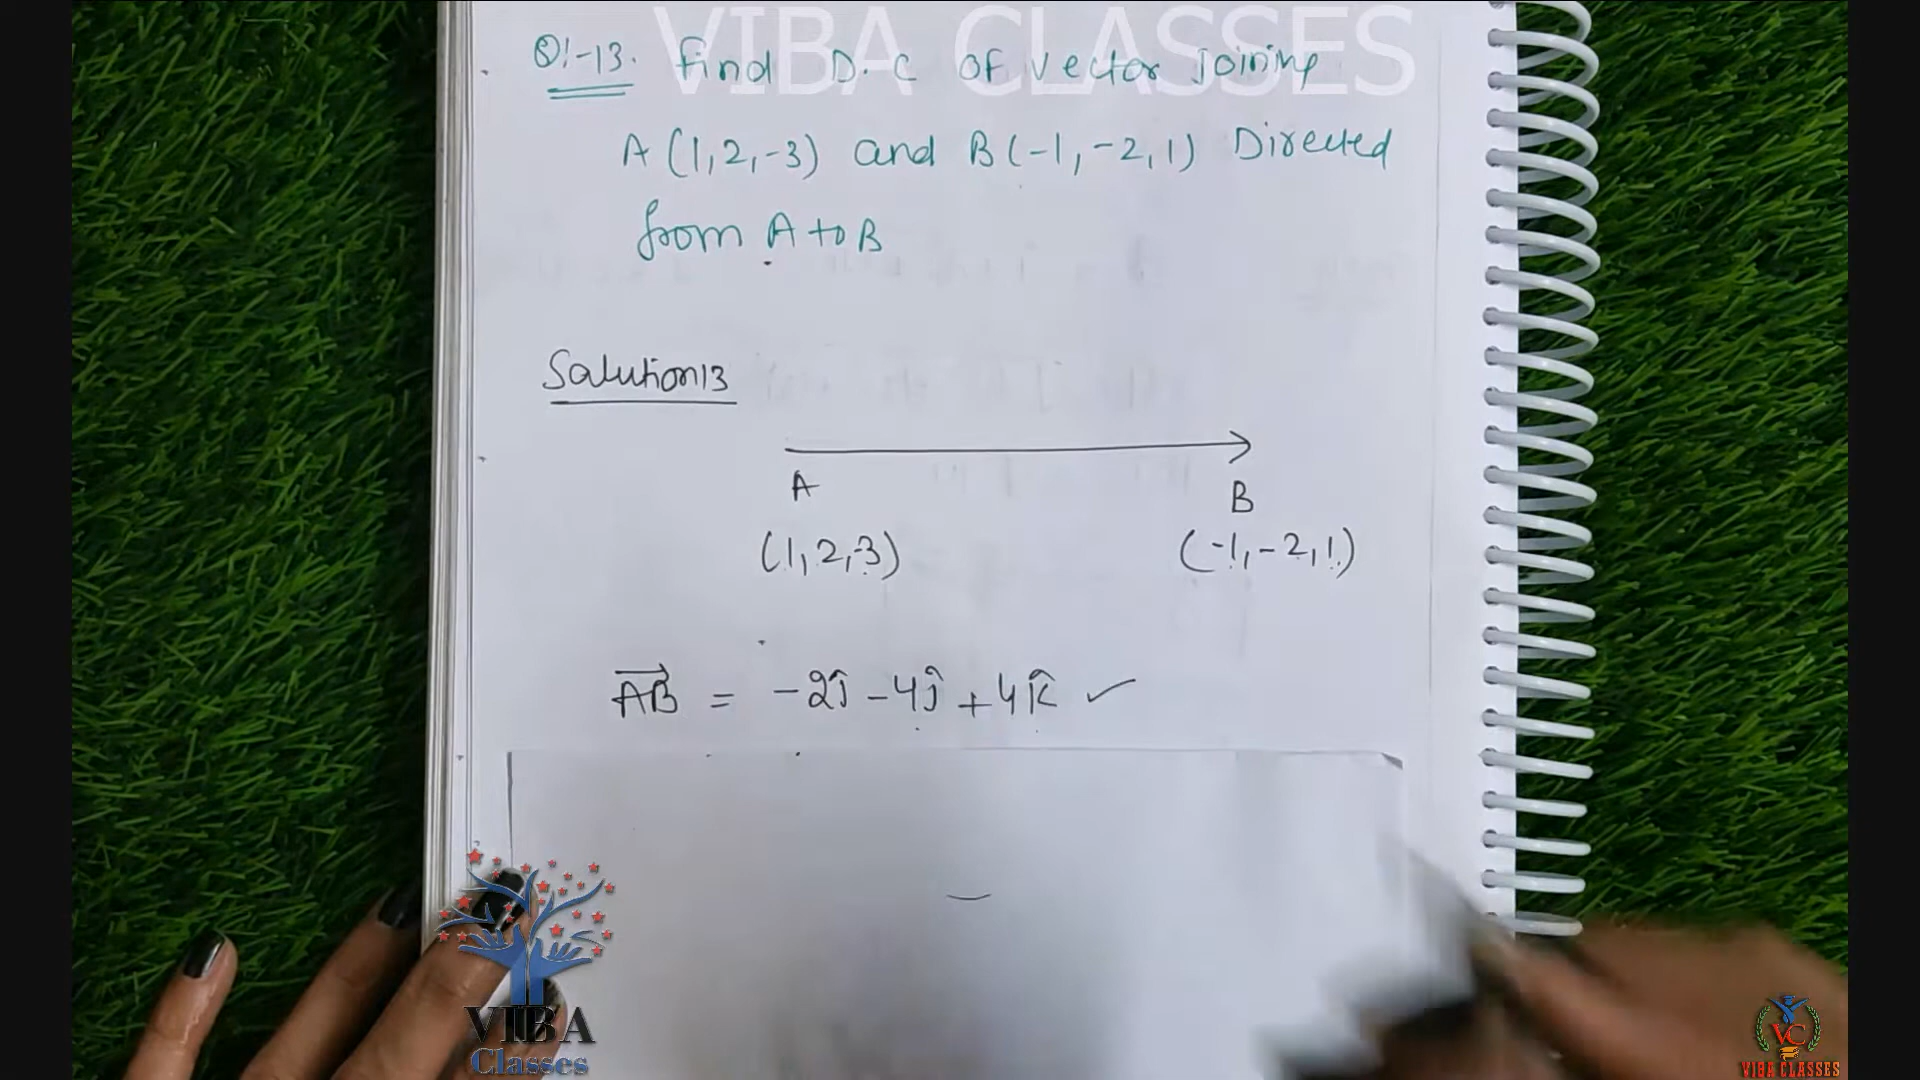 VIBA CLASSES
Q!-13. Find D.C of vector joining
A (1,2,-3) and B(-1,-2,1) Directed
from A to B
Solution13
A B
(1,2,-3) (-1,-2,1)
AB = -2î -4ĵ +4k̂ ✓
VIBA
Classes
VC
VIBA CLASSES